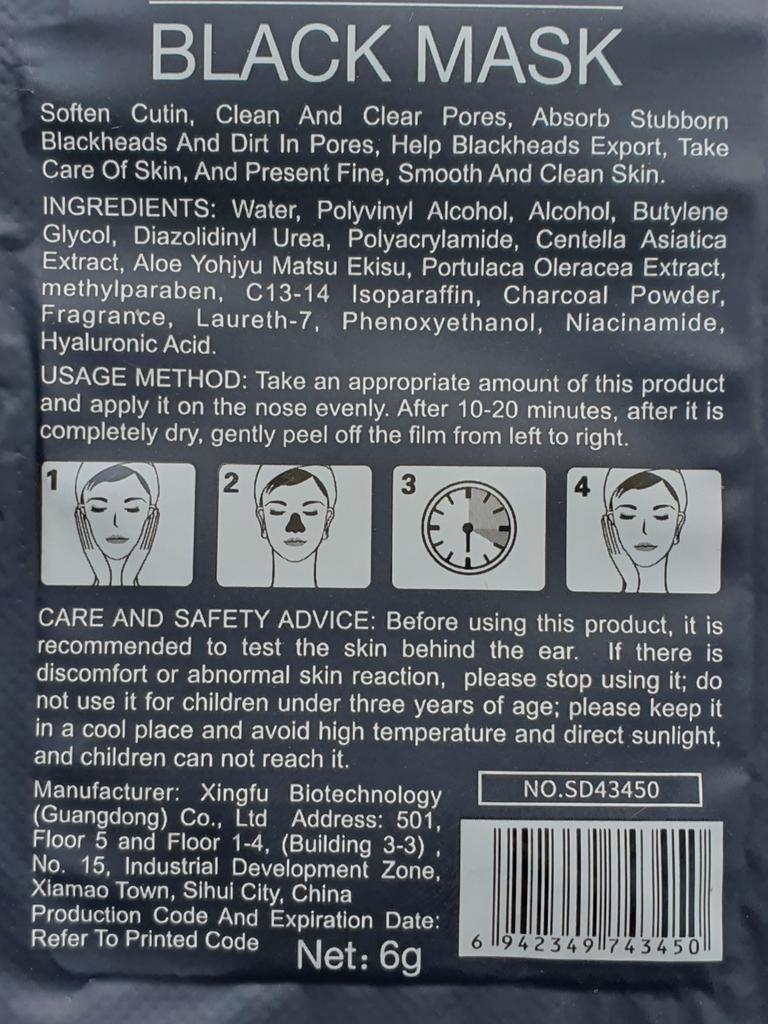 BLACK MASK
Soften Cutin, Clean And Clear Pores, Absorb Stubborn
Blackheads And Dirt In Pores, Help Blackheads Export, Take
Care Of Skin, And Present Fine, Smooth And Clean Skin.
INGREDIENTS: Water, Polyvinyl Alcohol, Alcohol, Butylene
Glycol, Diazolidinyl Urea, Polyacrylamide, Centella Asiatica
Extract, Aloe Yohjyu Matsu Ekisu, Portulaca Oleracea Extract,
methylparaben, C13-14 Isoparaffin, Charcoal Powder,
Fragrance, Laureth-7, Phenoxyethanol, Niacinamide,
Hyaluronic Acid.
USAGE METHOD: Take an appropriate amount of this product
and apply it on the nose evenly. After 10-20 minutes, after it is
completely dry, gently peel off the film from left to right.
1 2 3 4
CARE AND SAFETY ADVICE: Before using this product, it is
recommended to test the skin behind the ear. If there is
discomfort or abnormal skin reaction, please stop using it; do
not use it for children under three years of age; please keep it
in a cool place and avoid high temperature and direct sunlight,
and children can not reach it.
Manufacturer: Xingfu Biotechnology
(Guangdong) Co., Ltd Address: 501,
Floor 5 and Floor 1-4, (Building 3-3) ,
No. 15, Industrial Development Zone,
Xiamao Town, Sihui City, China
Production Code And Expiration Date:
Refer To Printed Code
Net: 6g
NO.SD43450
6 942349 743450